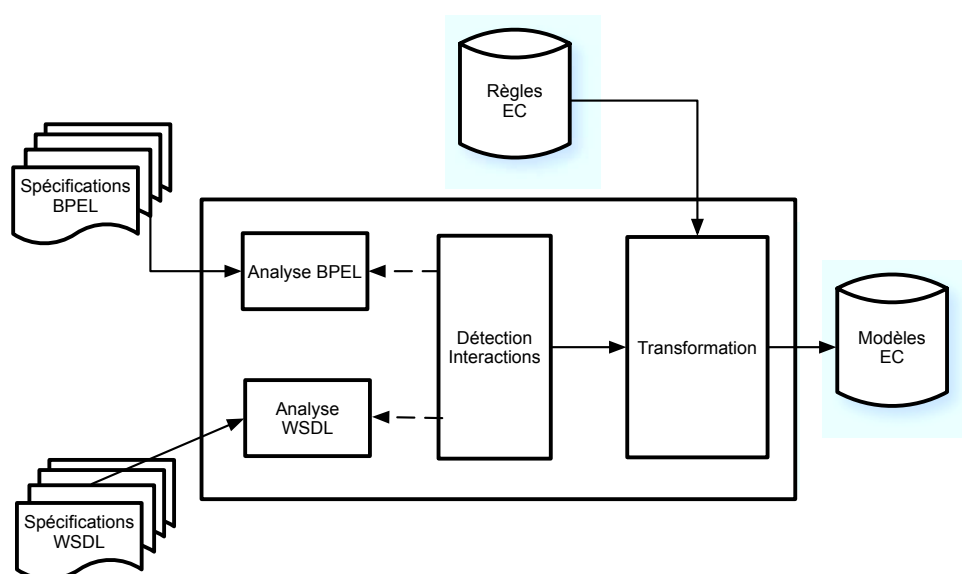 Règles
EC
Spécifications
BPEL
Analyse BPEL
Détection
Interactions
Transformation
Modèles
EC
Analyse
WSDL
Spécifications
WSDL